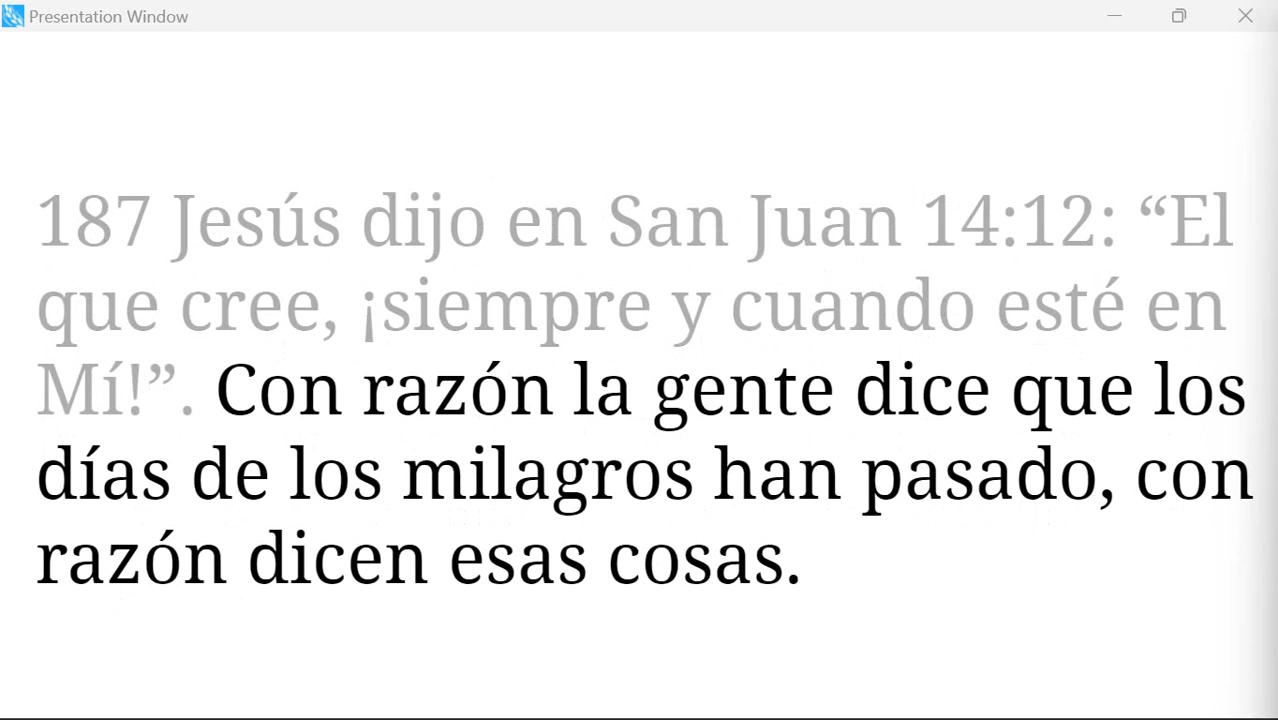 Presentation Window
187 Jesús dijo en San Juan 14:12: “El
que cree, ¡siempre y cuando esté en
Mí!”. Con razón la gente dice que los
días de los milagros han pasado, con
razón dicen esas cosas.